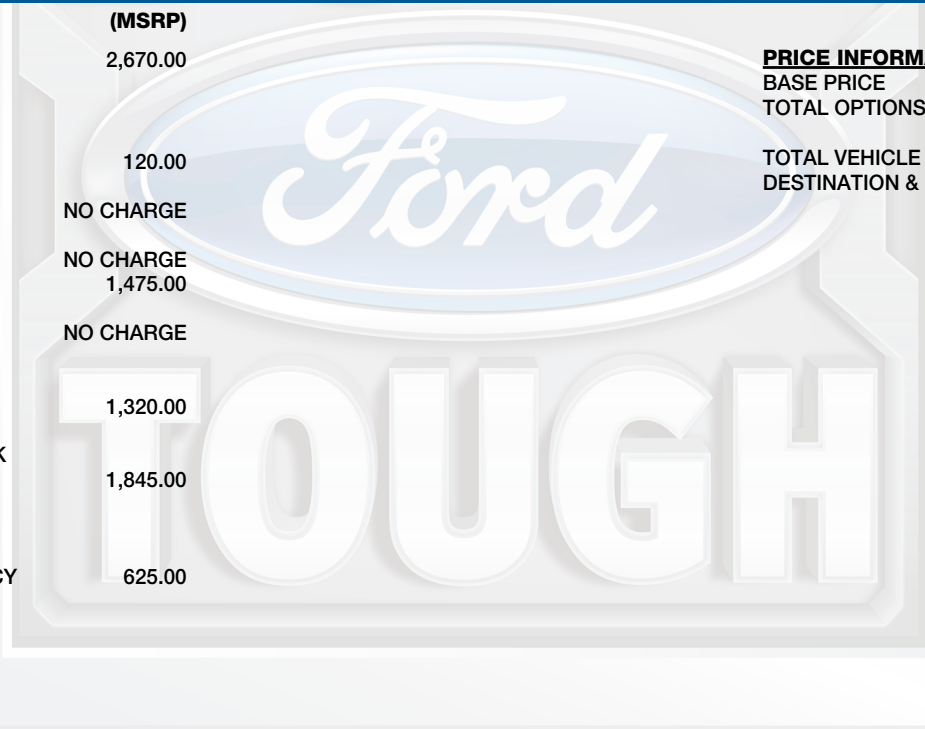 (MSRP)
2,670.00
120.00
NO CHARGE
NO CHARGE
1,475.00
NO CHARGE
1,320.00
K
1,845.00
CY 625.00
PRICE INFORMA
BASE PRICE
TOTAL OPTIONS
TOTAL VEHICLE
DESTINATION &
Ford
TOUGH